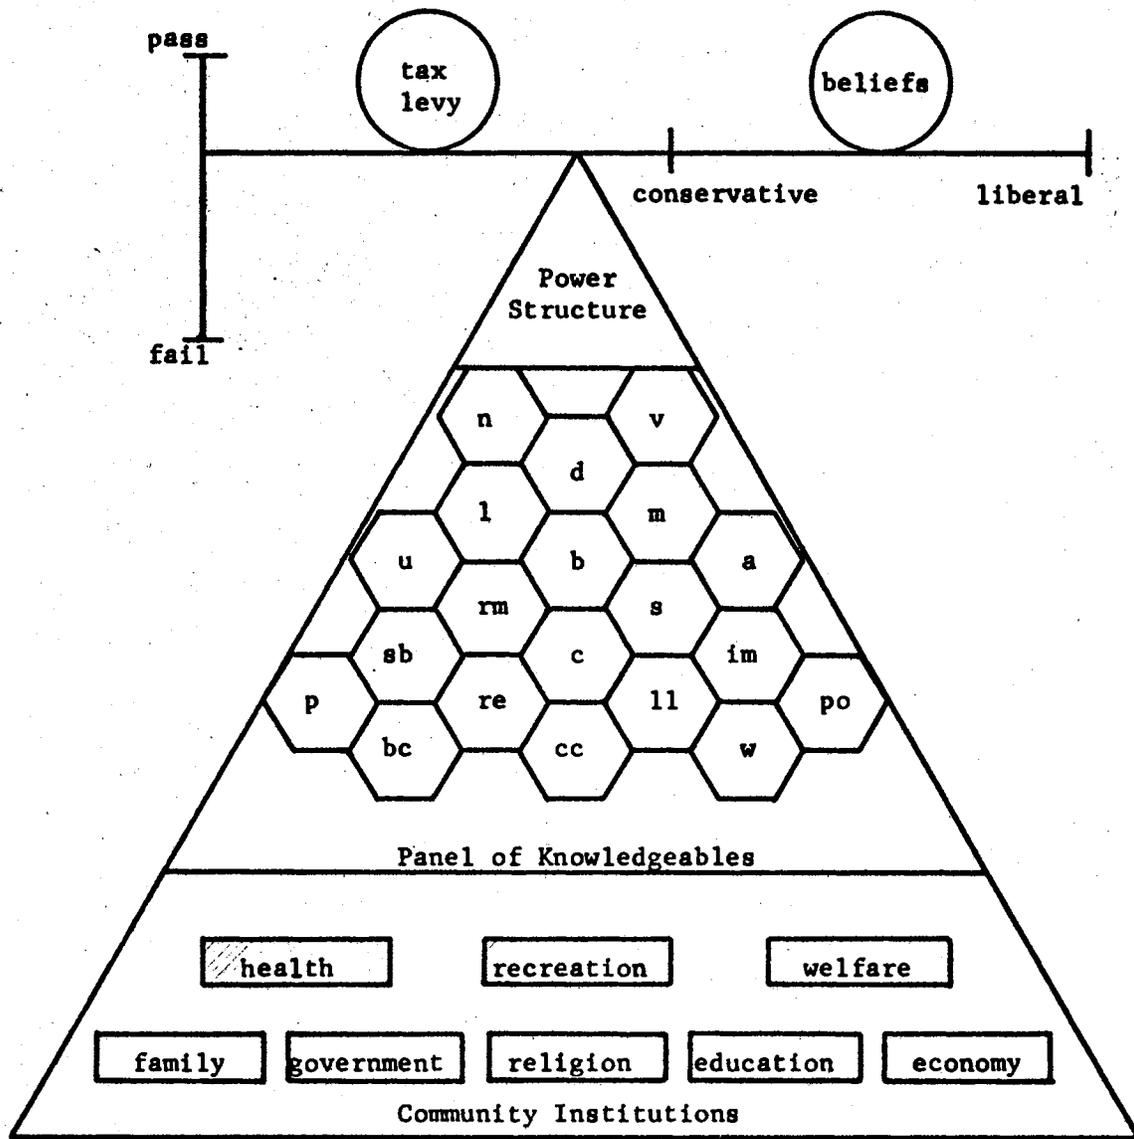 pass
tax
levy
beliefs
conservative
liberal
Power
Structure
fail
n
v
d
l
m
u
b
a
rm
s
sb
c
im
p
re
ll
po
bc
cc
w
Panel of Knowledgeables
health
recreation
welfare
family
government
religion
education
economy
Community Institutions